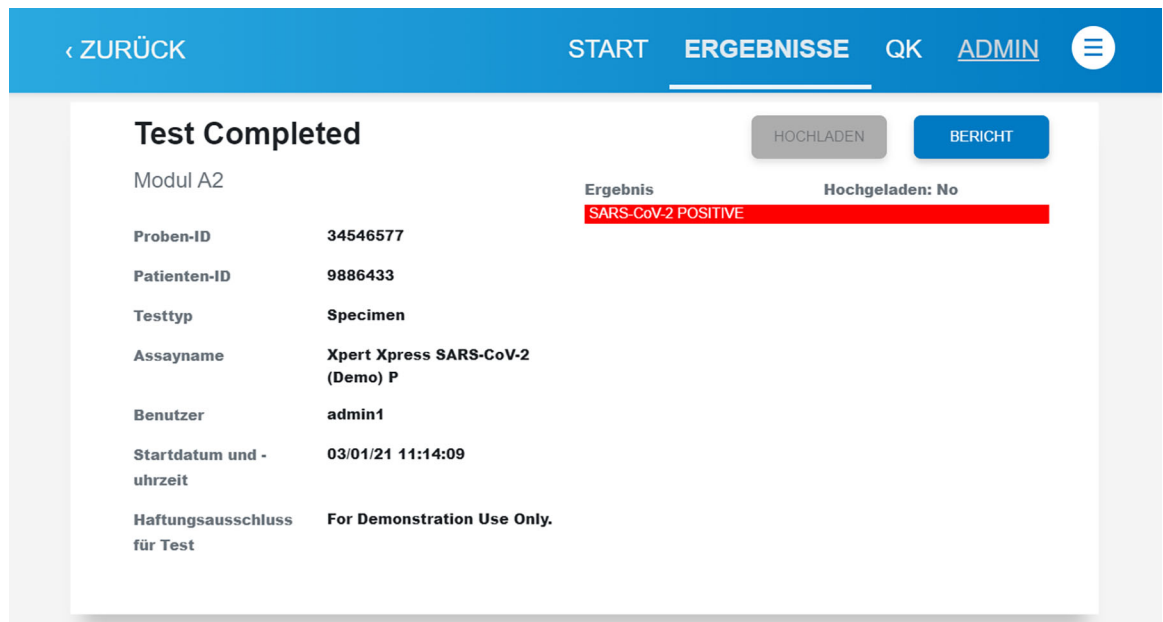 ‹ ZURÜCK START ERGEBNISSE QK ADMIN
Test Completed
HOCHLADEN BERICHT
Modul A2
Ergebnis Hochgeladen: No
SARS-CoV-2 POSITIVE
Proben-ID 34546577
Patienten-ID 9886433
Testtyp Specimen
Assayname Xpert Xpress SARS-CoV-2
(Demo) P
Benutzer admin1
Startdatum und - 03/01/21 11:14:09
uhrzeit
Haftungsausschluss For Demonstration Use Only.
für Test